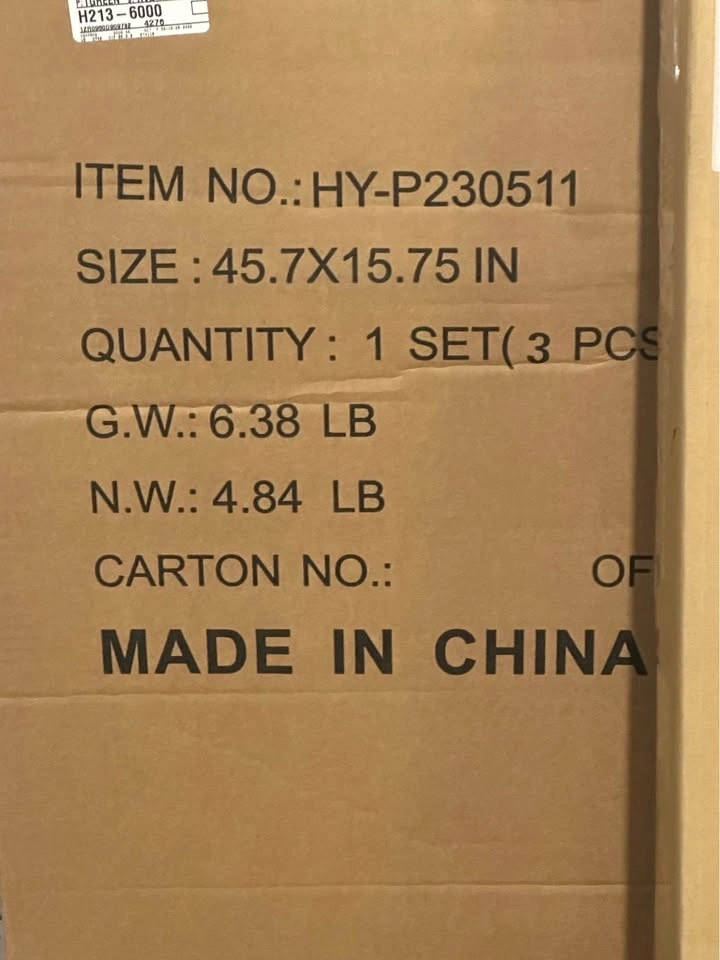 H213-6000
4276
ITEM NO.: HY-P230511
SIZE : 45.7X15.75 IN
QUANTITY : 1 SET( 3 PCS
G.W.: 6.38 LB
N.W.: 4.84 LB
CARTON NO.: OF
MADE IN CHINA